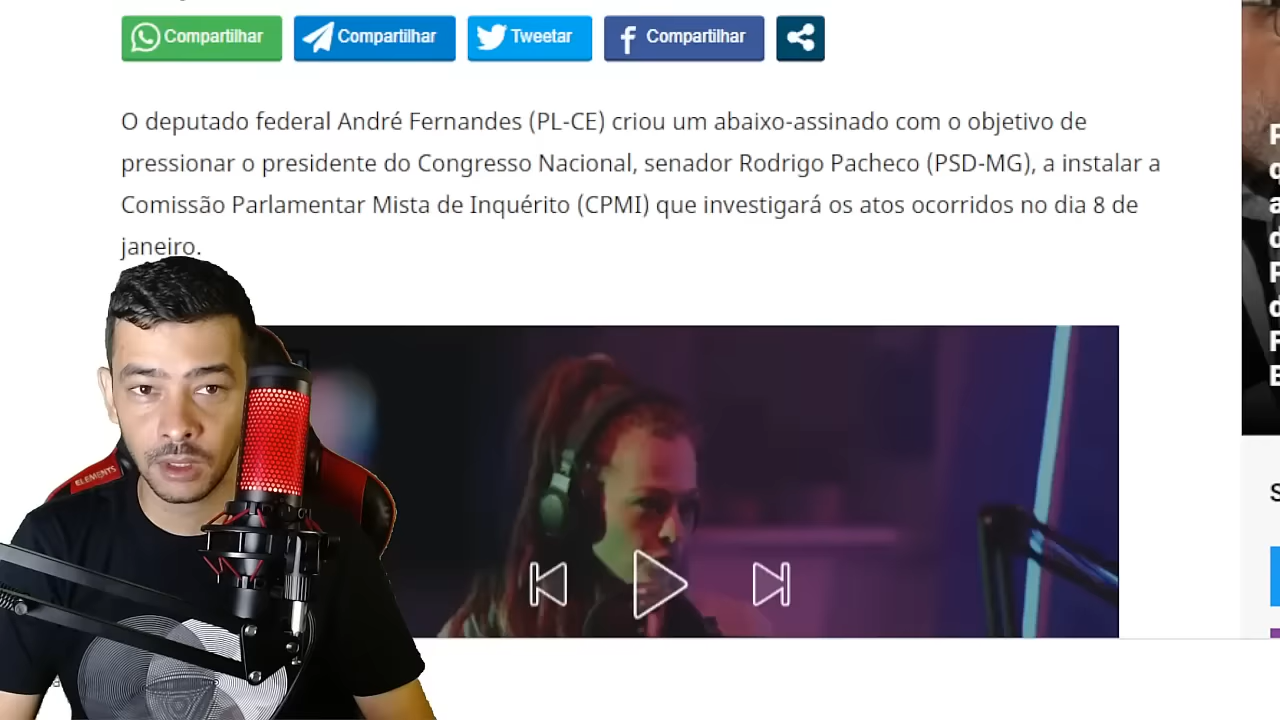 Compartilhar
Compartilhar
Tweetar
Compartilhar
O deputado federal André Fernandes (PL-CE) criou um abaixo-assinado com o objetivo de
pressionar o presidente do Congresso Nacional, senador Rodrigo Pacheco (PSD-MG), a instalar a
Comissão Parlamentar Mista de Inquérito (CPMI) que investigará os atos ocorridos no dia 8 de
janeiro.
ELEMENTS